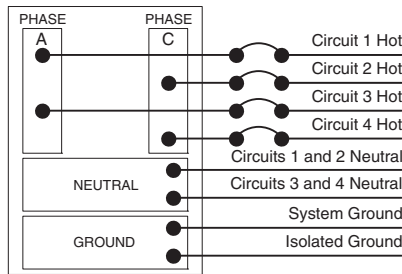 PHASE PHASE
A C
Circuit 1 Hot
Circuit 2 Hot
Circuit 3 Hot
Circuit 4 Hot
Circuits 1 and 2 Neutral
NEUTRAL
Circuits 3 and 4 Neutral
System Ground
GROUND
Isolated Ground